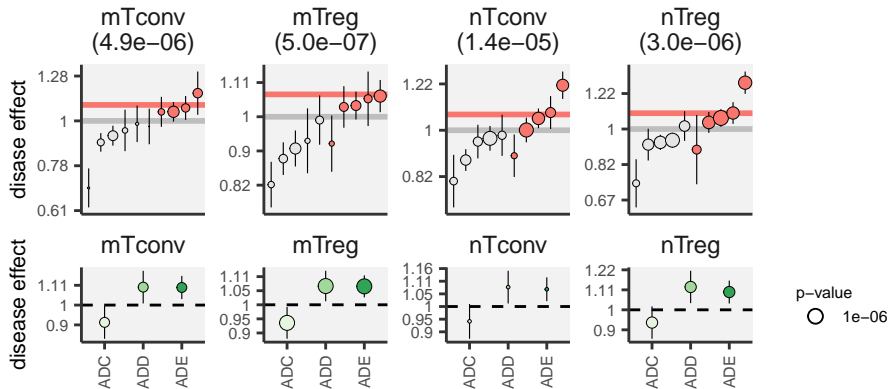 mTconv
(4.9e−06)
mTreg
(5.0e−07)
nTconv
(1.4e−05)
nTreg
(3.0e−06)
disase effect
1.28
1
0.78
0.61
1.11
1
0.9
0.82
1.22
1
0.82
1.22
1
0.82
0.67
mTconv
mTreg
nTconv
nTreg
disease effect
1.11
1
0.9
1.11
1.05
1
0.95
0.90
1.16
1.11
1.05
1
0.95
0.90
1.22
1.11
1
0.9
ADC
ADD
ADE
ADC
ADD
ADE
ADC
ADD
ADE
ADC
ADD
ADE
p−value
1e−06